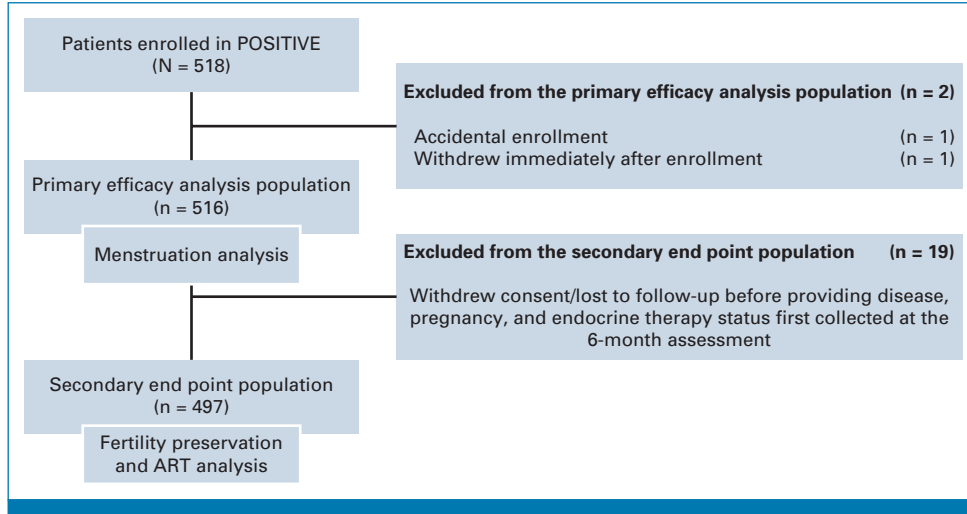 Patients enrolled in POSITIVE
(N = 518)
Excluded from the primary efficacy analysis population (n = 2)
Accidental enrollment (n = 1)
Withdrew immediately after enrollment (n = 1)
Primary efficacy analysis population
(n = 516)
Menstruation analysis
Excluded from the secondary end point population (n = 19)
Withdrew consent/lost to follow-up before providing disease,
pregnancy, and endocrine therapy status first collected at the
6-month assessment
Secondary end point population
(n = 497)
Fertility preservation
and ART analysis